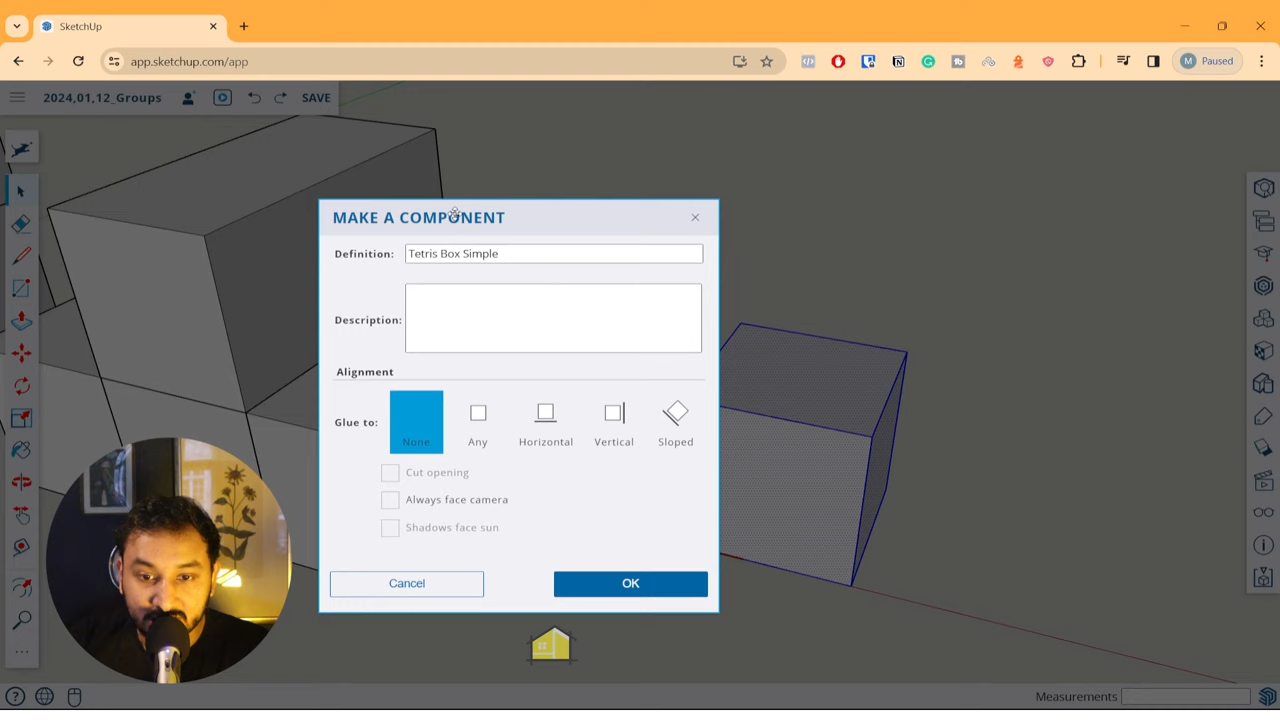 SketchUp
app.sketchup.com/app
M Paused
2024,01,12_Groups
SAVE
MAKE A COMPONENT
Definition: Tetris Box Simple
Description:
Alignment
Glue to:
None Any Horizontal Vertical Sloped
Cut opening
Always face camera
Shadows face sun
Cancel OK
Measurements